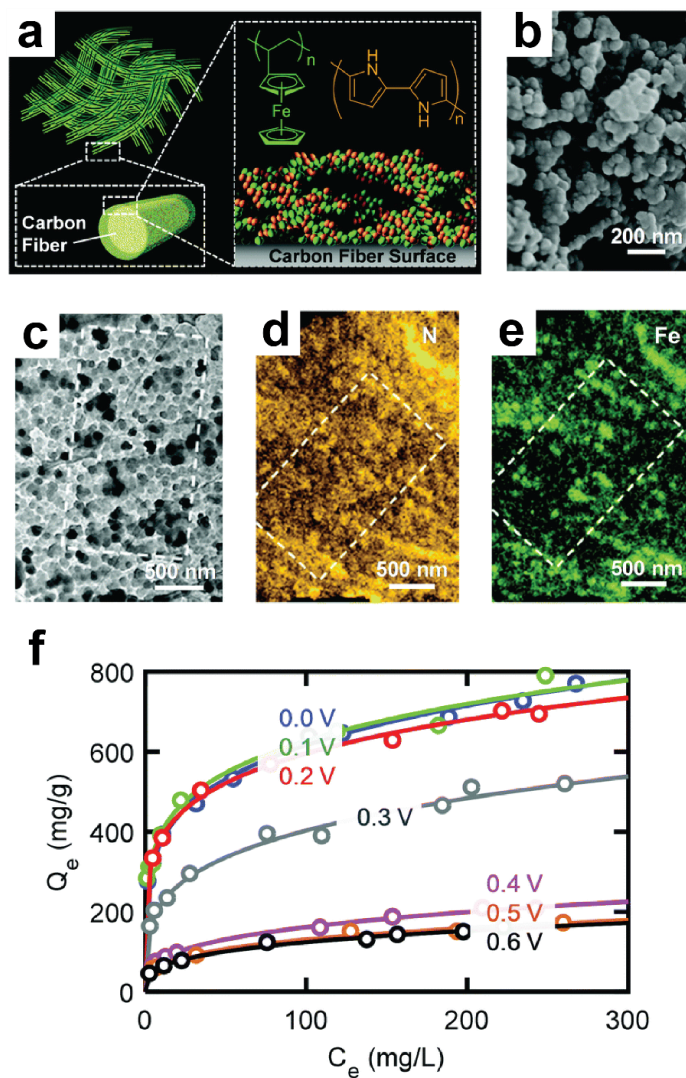 a
n
Fe
H
N
N
H
n
Carbon
Fiber
Carbon Fiber Surface
b
200 nm
c
500 nm
d
N
500 nm
e
Fe
500 nm
f
800
600
400
200
0
Qe (mg/g)
0.0 V
0.1 V
0.2 V
0.3 V
0.4 V
0.5 V
0.6 V
0
100
200
300
Ce (mg/L)